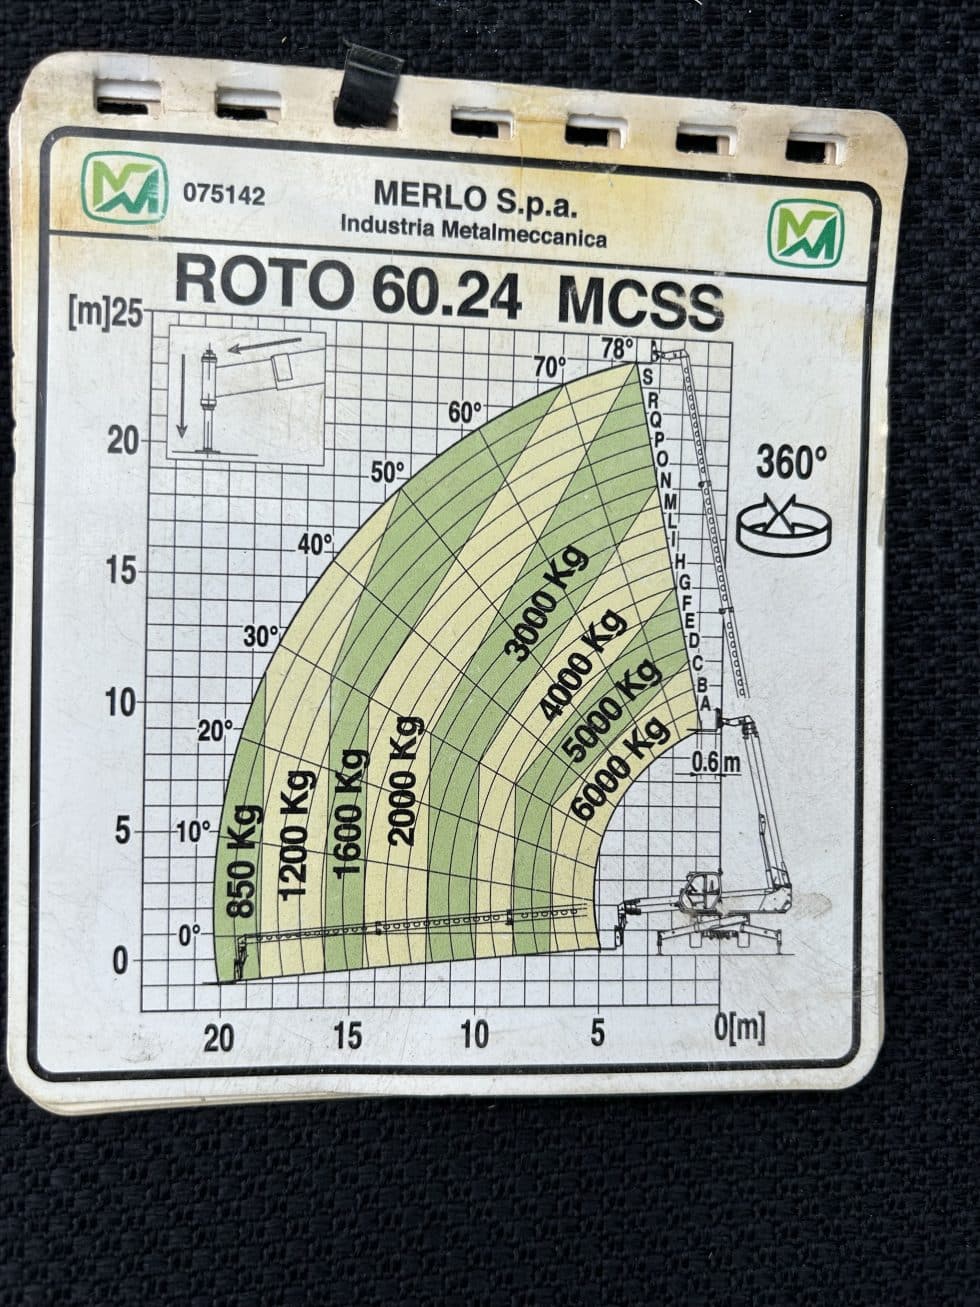 075142
MERLO S.p.a.
Industria Metalmeccanica
ROTO 60.24 MCSS
[m]25
20
15
10
5
0
78°
70°
60°
50°
40°
30°
20°
10°
0°
S
R
Q
P
O
N
M
L
I
H
G
F
E
D
C
B
A
360°
0.6 m
850 Kg
1200 Kg
1600 Kg
2000 Kg
3000 Kg
4000 Kg
5000 Kg
6000 Kg
20 15 10 5 0[m]